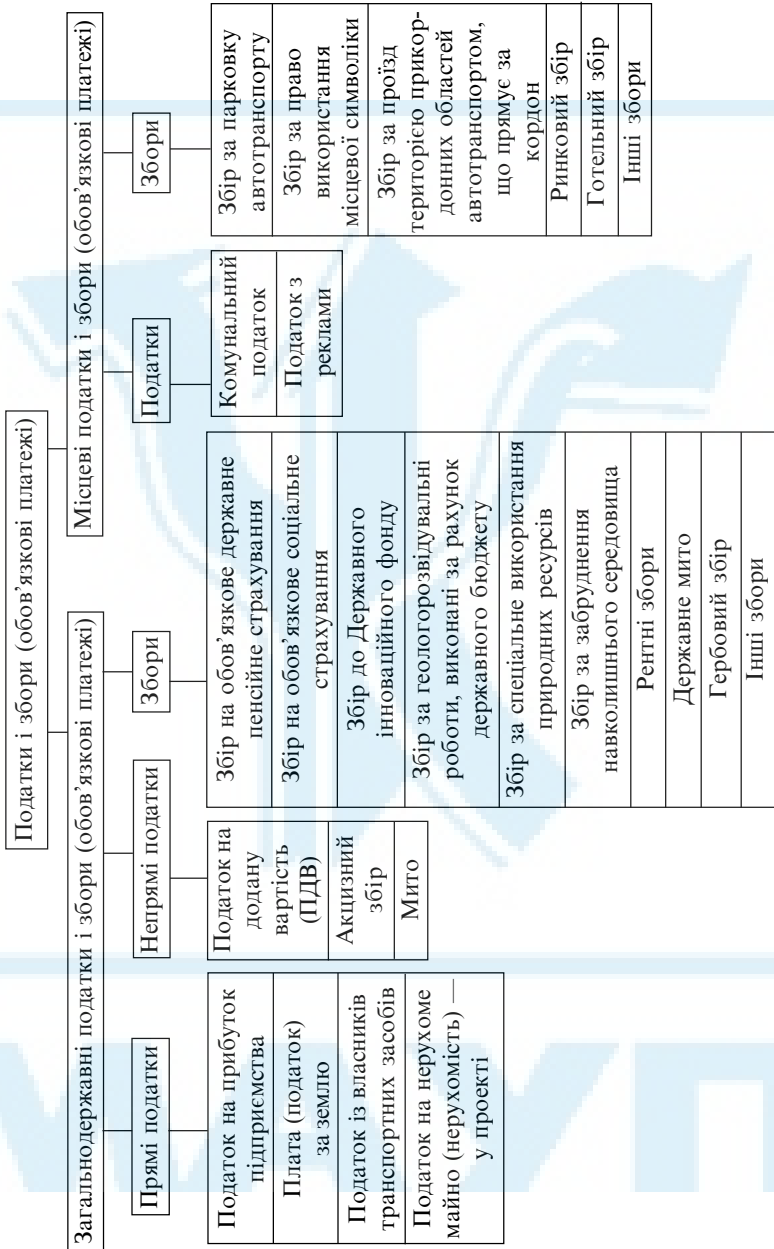 Податки і збори (обов’язкові платежі)
Загальнодержавні податки і збори (обов’язкові платежі)
Прямі податки
Податок на прибуток
підприємства
Плата (податок)
за землю
Податок із власників
транспортних засобів
Податок на нерухоме
майно (нерухомість) —
у проекті
Непрямі податки
Податок на
додану
вартість
(ПДВ)
Акцизний
збір
Мито
Збори
Збір на обов’язкове державне
пенсійне страхування
Збір на обов’язкове соціальне
страхування
Збір до Державного
інноваційного фонду
Збір за геологорозвідувальні
роботи, виконані за рахунок
державного бюджету
Збір за спеціальне використання
природних ресурсів
Збір за забруднення
навколишнього середовища
Рентні збори
Державне мито
Гербовий збір
Інші збори
Місцеві податки і збори (обов’язкові платежі)
Податки
Комунальний
податок
Податок з
реклами
Збори
Збір за парковку
автотранспорту
Збір за право
використання
місцевої символіки
Збір за проїзд
територією прикор-
донних областей
автотранспортом,
що прямує за
кордон
Ринковий збір
Готельний збір
Інші збори
МАУП